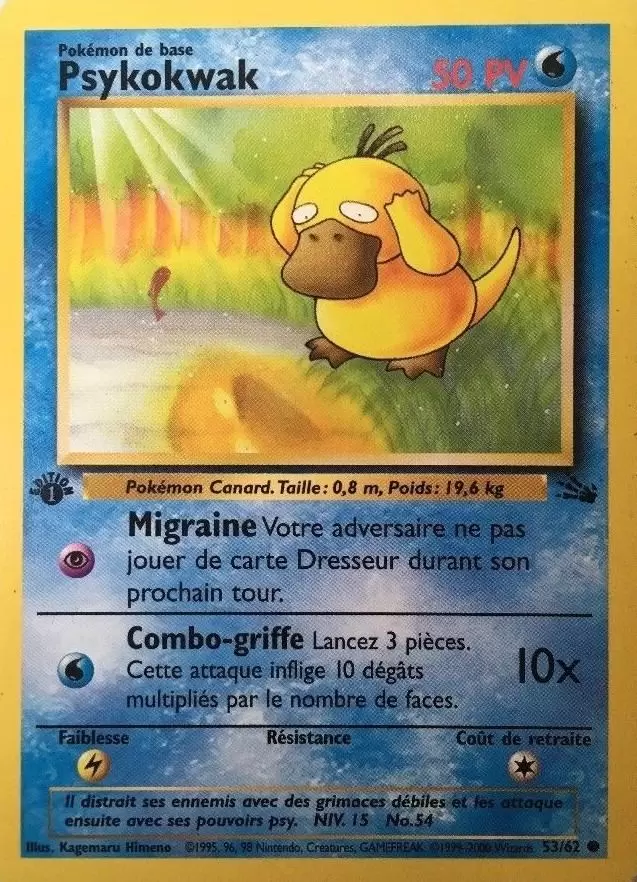 Pokémon de base
Psykokwak 50 PV
EDITION
1
Pokémon Canard. Taille: 0,8 m, Poids: 19,6 kg
Migraine Votre adversaire ne pas
jouer de carte Dresseur durant son
prochain tour.
Combo-griffe Lancez 3 pièces.
Cette attaque inflige 10 dégâts
multipliés par le nombre de faces.
10x
Faiblesse Résistance Coût de retraite
Il distrait ses ennemis avec des grimaces débiles et les attaque
ensuite avec ses pouvoirs psy. NIV. 15 No.54
Illus. Kagemaru Himeno ©1995, 96, 98 Nintendo, Creatures, GAMEFREAK. ©1999-2000 Wizards. 53/62